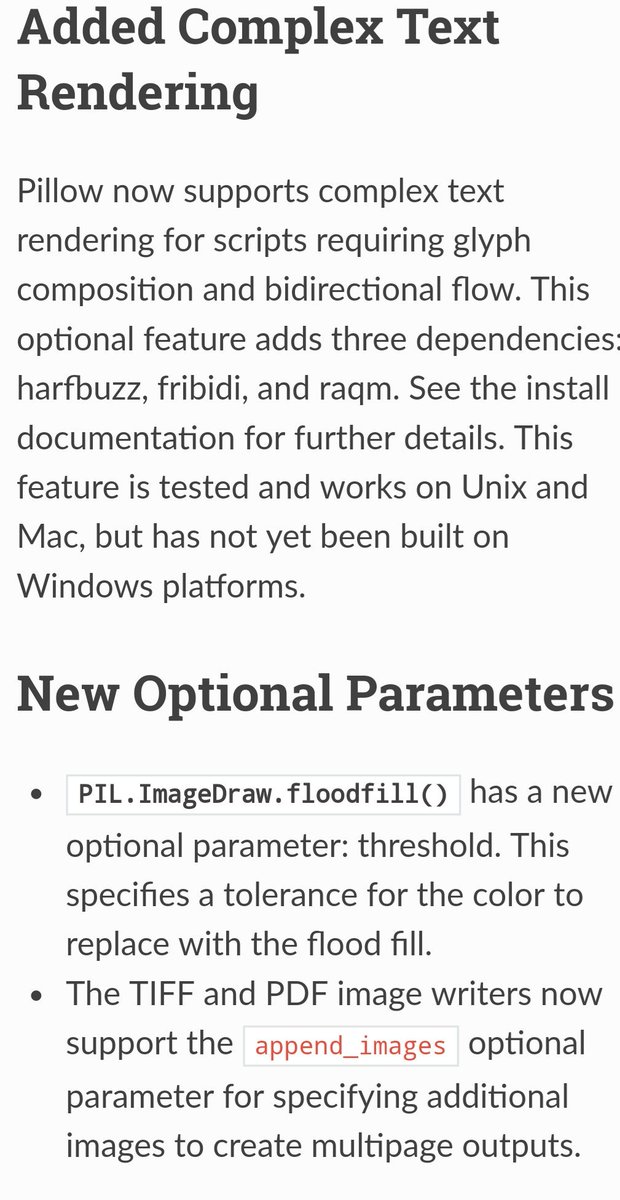 Added Complex Text
Rendering
Pillow now supports complex text
rendering for scripts requiring glyph
composition and bidirectional flow. This
optional feature adds three dependencies:
harfbuzz, fribidi, and raqm. See the install
documentation for further details. This
feature is tested and works on Unix and
Mac, but has not yet been built on
Windows platforms.
New Optional Parameters
• PIL.ImageDraw.floodfill() has a new
optional parameter: threshold. This
specifies a tolerance for the color to
replace with the flood fill.
• The TIFF and PDF image writers now
support the append_images optional
parameter for specifying additional
images to create multipage outputs.